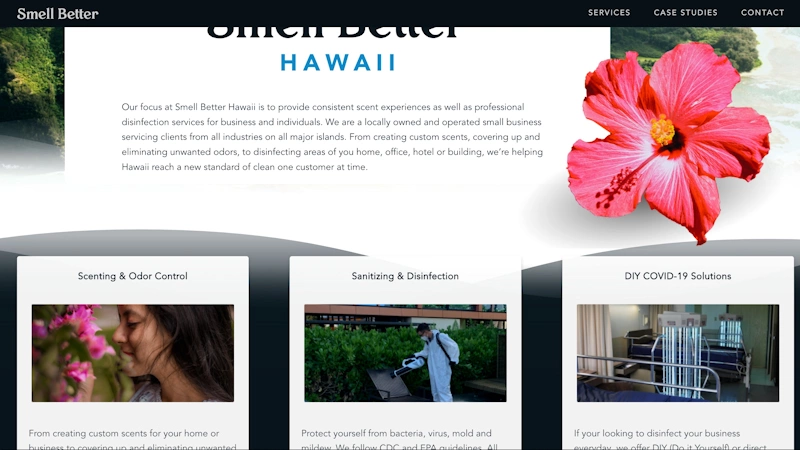 Smell Better
SERVICES CASE STUDIES CONTACT
Smell Better
HAWAII
Our focus at Smell Better Hawaii is to provide consistent scent experiences as well as professional
disinfection services for business and individuals. We are a locally owned and operated small business
servicing clients from all industries on all major islands. From creating custom scents, covering up and
eliminating unwanted odors, to disinfecting areas of you home, office, hotel or building, we're helping
Hawaii reach a new standard of clean one customer at time.
Scenting & Odor Control
From creating custom scents for your home or
business to covering up and eliminating unwanted
Sanitizing & Disinfection
Protect yourself from bacteria, virus, mold and
mildew. We follow CDC and EPA guidelines. All
DIY COVID-19 Solutions
If your looking to disinfect your business
everyday, we offer DIY (Do it Yourself) or direct